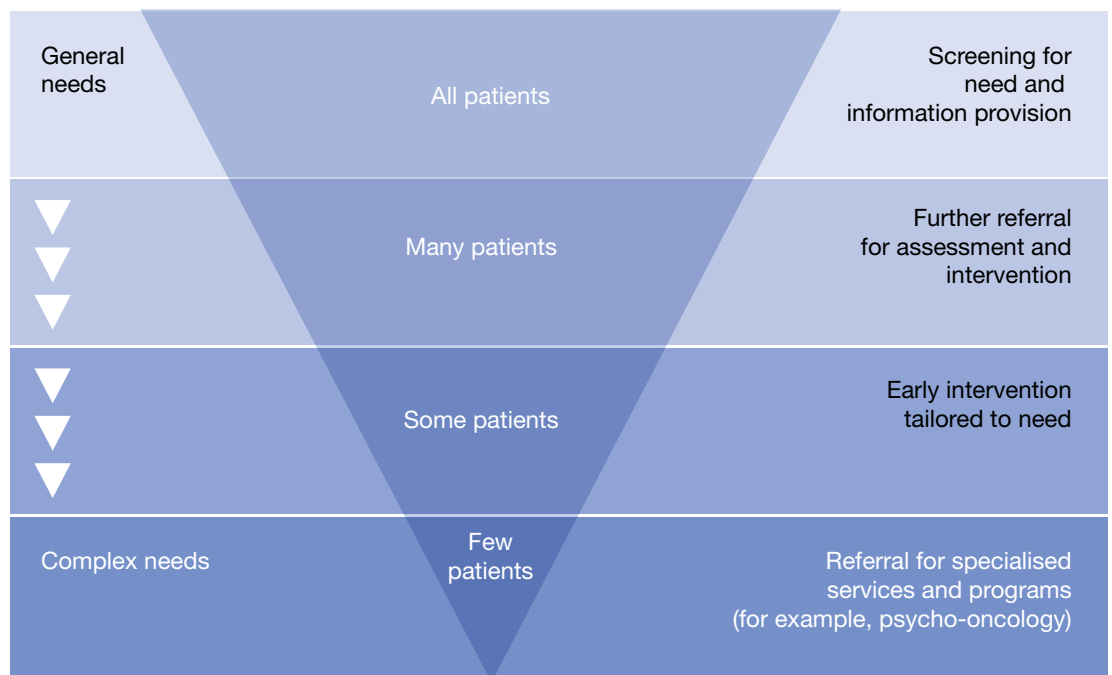 General
needs
All patients
Screening for
need and
information provision
Many patients
Further referral
for assessment and
intervention
Some patients
Early intervention
tailored to need
Complex needs
Few
patients
Referral for specialised
services and programs
(for example, psycho-oncology)